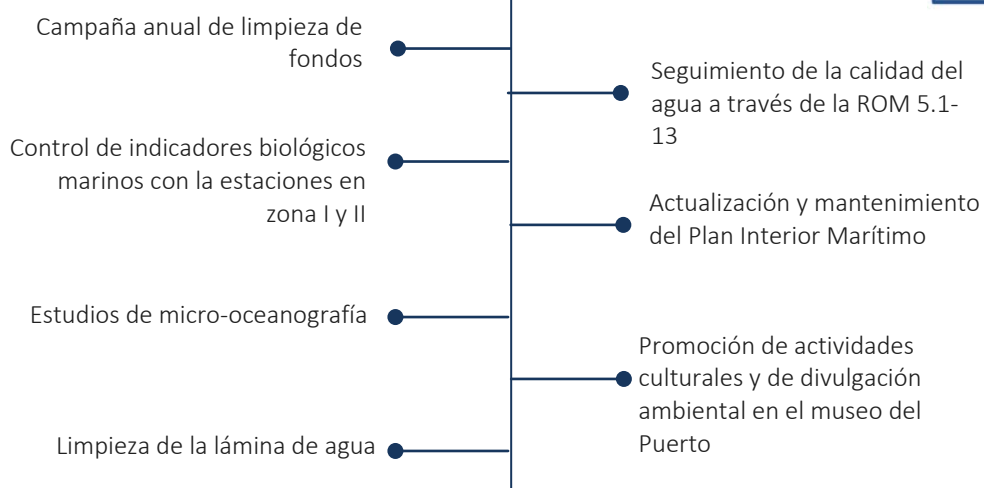 Campaña anual de limpieza de
fondos
Seguimiento de la calidad del
agua a través de la ROM 5.1-
13
Control de indicadores biológicos
marinos con la estaciones en
zona I y II
Actualización y mantenimiento
del Plan Interior Marítimo
Estudios de micro-oceanografía
Promoción de actividades
culturales y de divulgación
ambiental en el museo del
Puerto
Limpieza de la lámina de agua